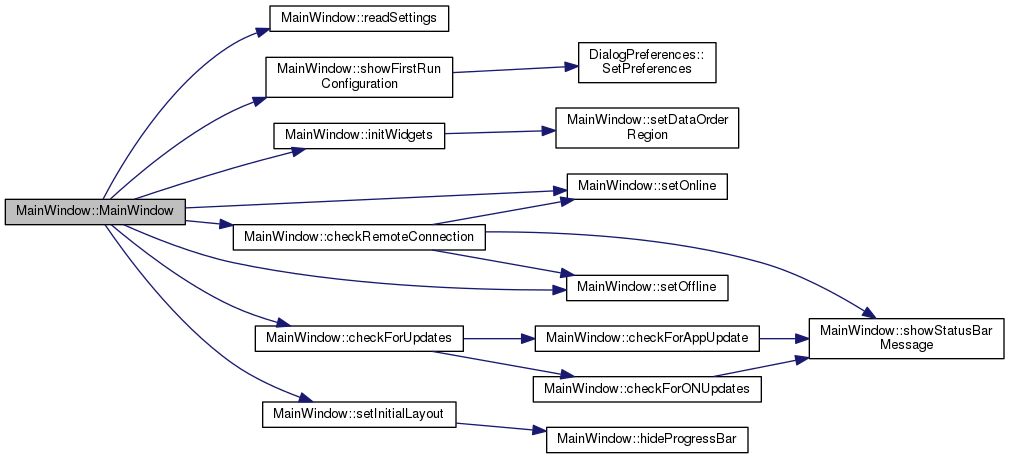 MainWindow::readSettings
MainWindow::showFirstRun
Configuration
DialogPreferences::
SetPreferences
MainWindow::initWidgets
MainWindow::setDataOrder
Region
MainWindow::setOnline
MainWindow::MainWindow
MainWindow::checkRemoteConnection
MainWindow::setOffline
MainWindow::checkForUpdates
MainWindow::checkForAppUpdate
MainWindow::showStatusBar
Message
MainWindow::checkForONUpdates
MainWindow::setInitialLayout
MainWindow::hideProgressBar